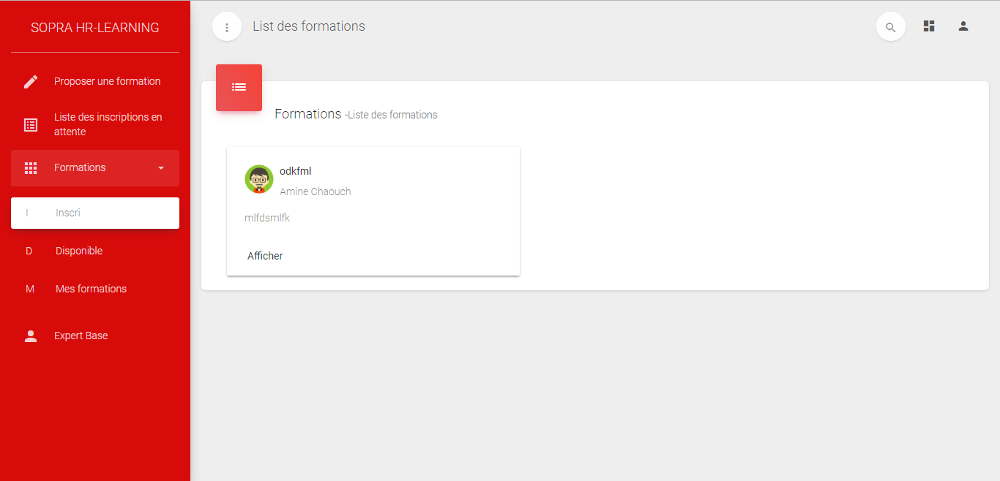 SOPRA HR-LEARNING
Proposer une formation
Liste des inscriptions en
attente
Formations
I Inscri
D Disponible
M Mes formations
Expert Base
List des formations
Formations -Liste des formations
odkfml
Amine Chaouch
mlfdsmlfk
Afficher